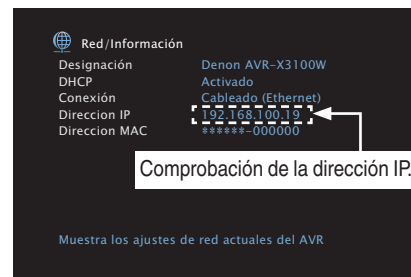 Red/Información
Designación Denon AVR-X3100W
DHCP Activado
Conexión Cableado (Ethernet)
Direccion IP 192.168.100.19
Direccion MAC ******-000000
Comprobación de la dirección IP.
Muestra los ajustes de red actuales del AVR